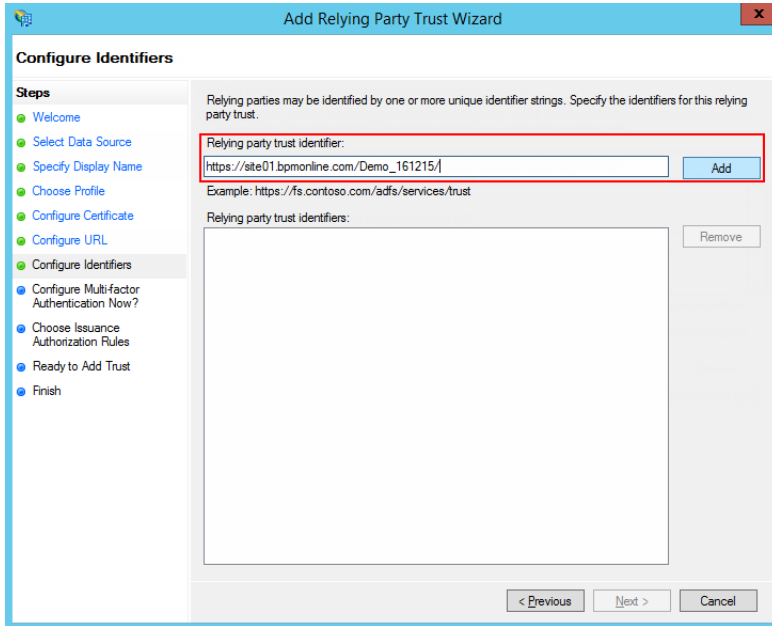 Add Relying Party Trust Wizard
x
Configure Identifiers
Steps
Welcome
Select Data Source
Specify Display Name
Choose Profile
Configure Certificate
Configure URL
Configure Identifiers
Configure Multi-factor
Authentication Now?
Choose Issuance
Authorization Rules
Ready to Add Trust
Finish
Relying parties may be identified by one or more unique identifier strings. Specify the identifiers for this relying
party trust.
Relying party trust identifier:
https://site01.bpmonline.com/Demo_161215/
Add
Example: https://fs.contoso.com/adfs/services/trust
Relying party trust identifiers:
Remove
< Previous
Next >
Cancel